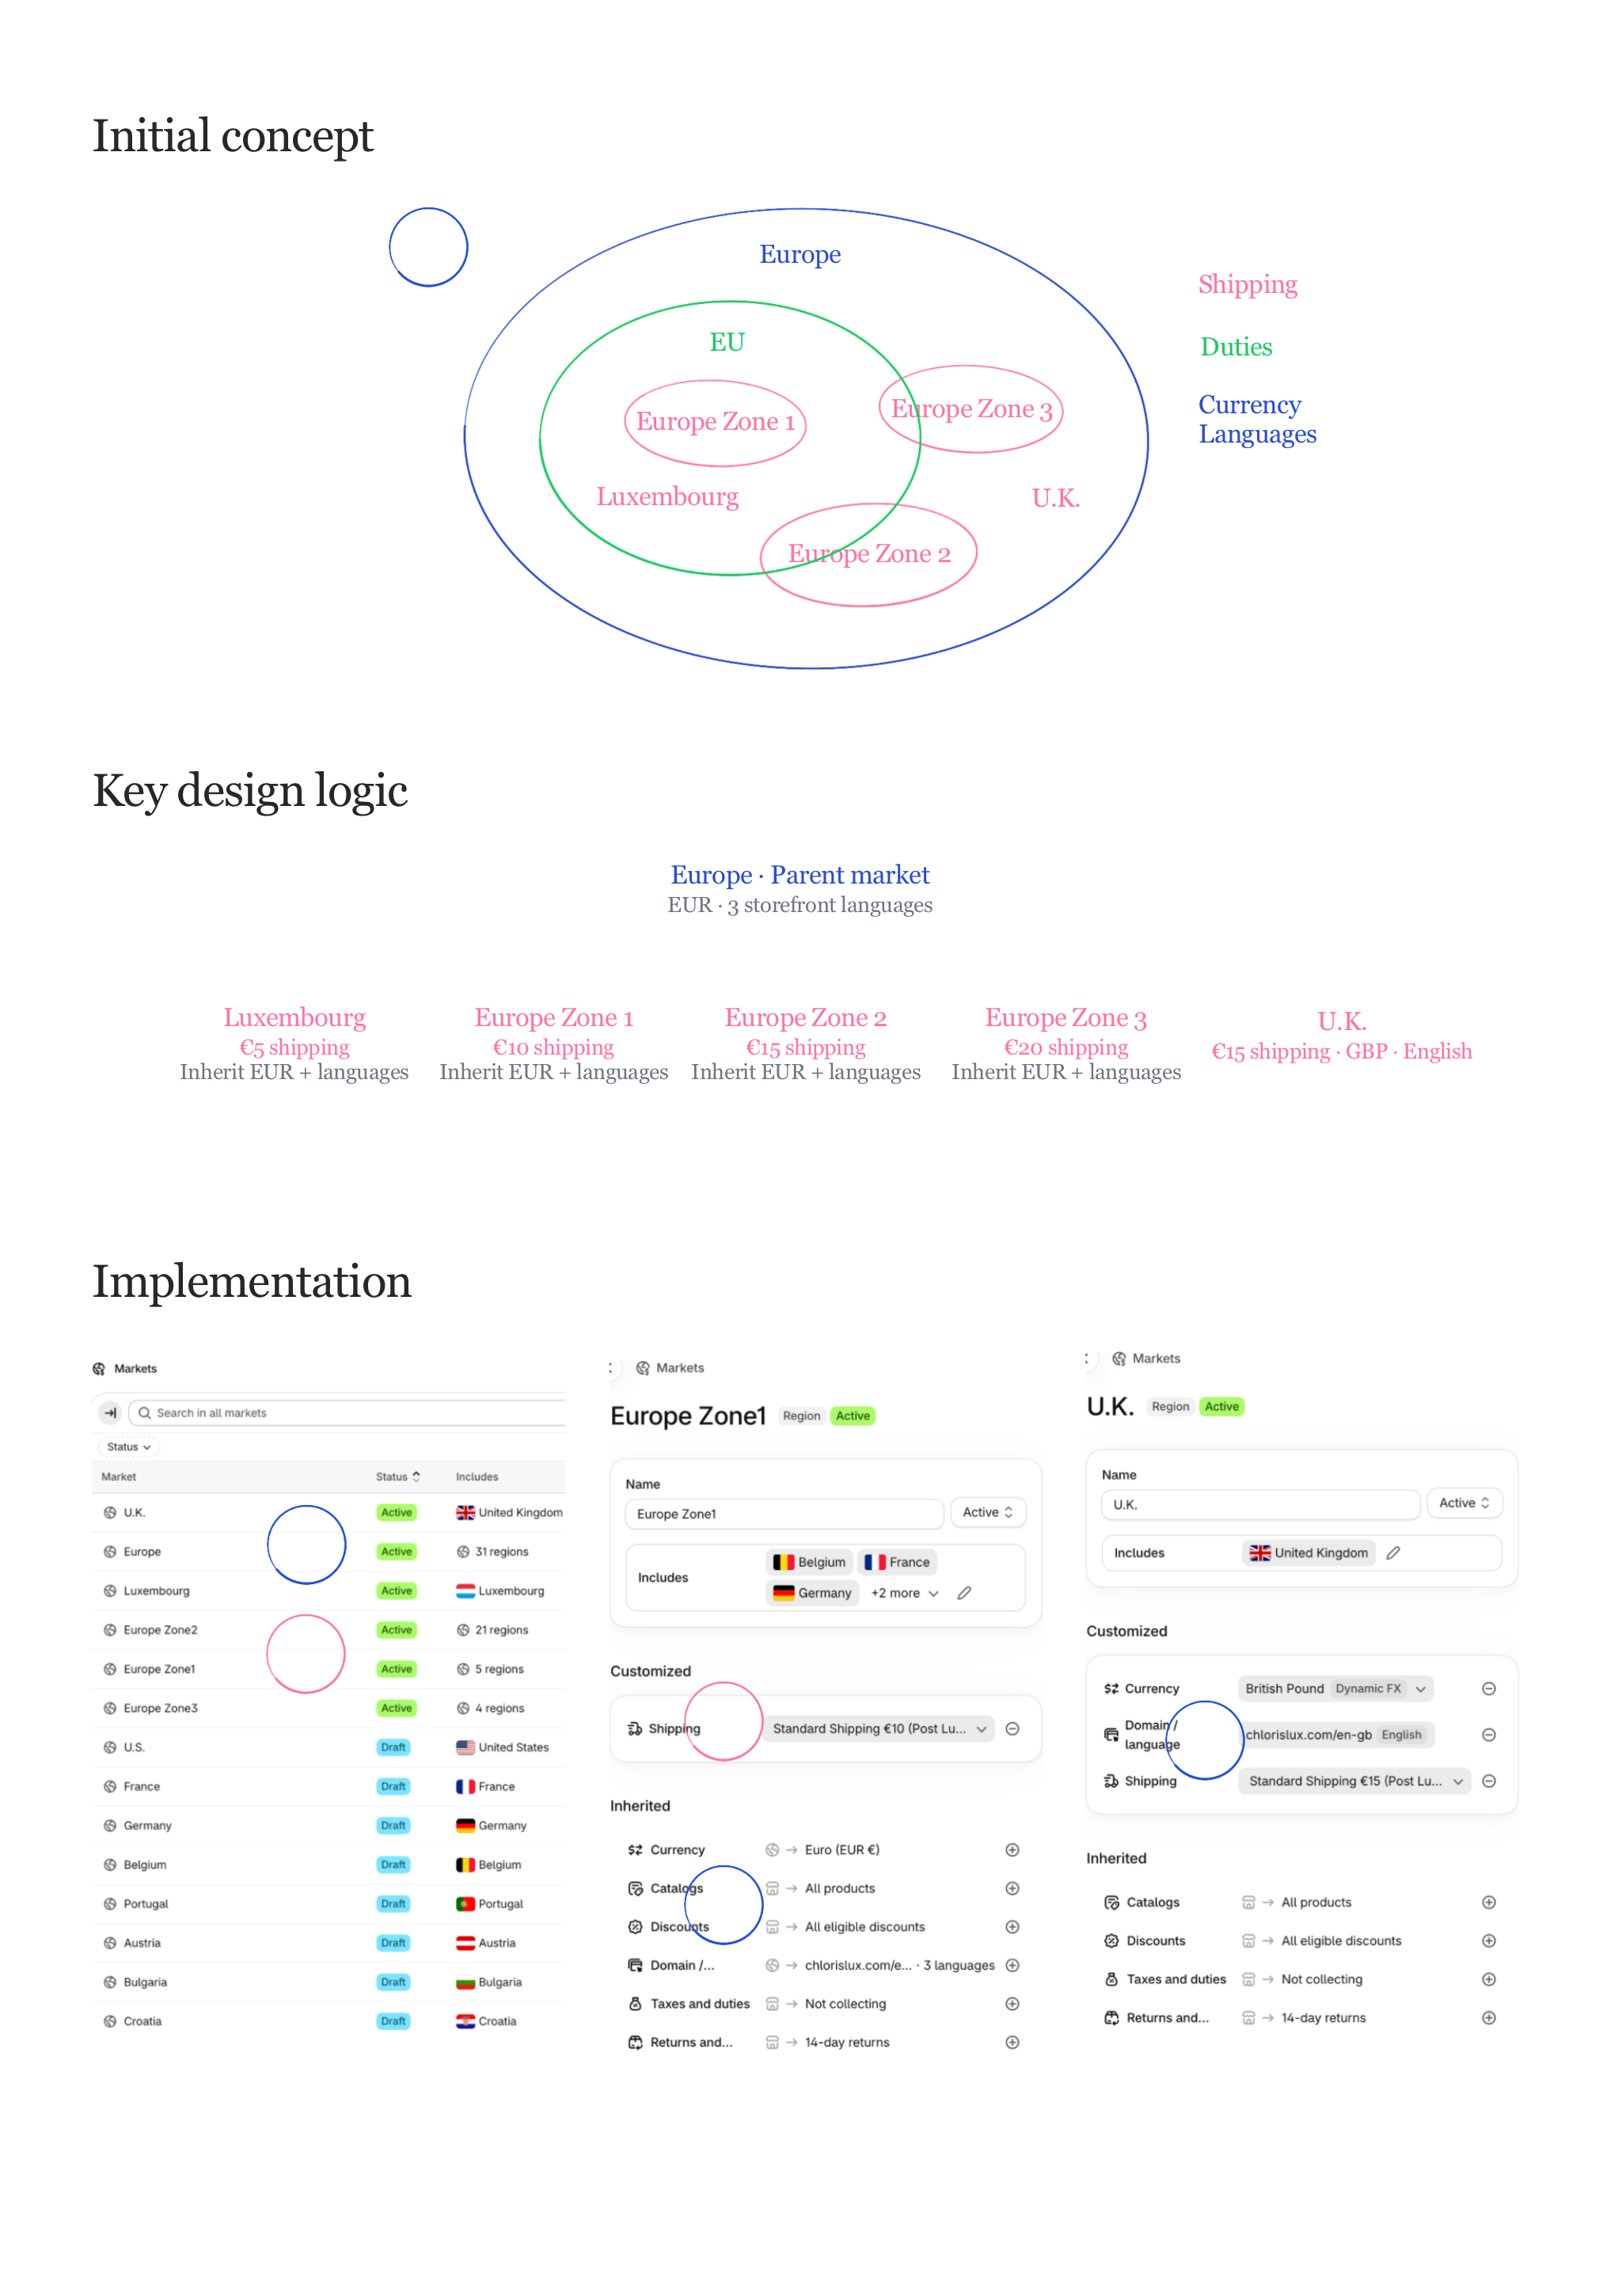 Initial concept
Europe
EU
Europe Zone 1
Europe Zone 3
Luxembourg
U.K.
Europe Zone 2
Shipping
Duties
Currency
Languages
Key design logic
Europe · Parent market
EUR · 3 storefront languages
Luxembourg
€5 shipping
Inherit EUR + languages
Europe Zone 1
€10 shipping
Inherit EUR + languages
Europe Zone 2
€15 shipping
Inherit EUR + languages
Europe Zone 3
€20 shipping
Inherit EUR + languages
U.K.
€15 shipping · GBP · English
Implementation
Markets
Search in all markets
Status
Market Status Includes
U.K. Active United Kingdom
Europe Active 31 regions
Luxembourg Active Luxembourg
Europe Zone2 Active 21 regions
Europe Zone1 Active 5 regions
Europe Zone3 Active 4 regions
U.S. Draft United States
France Draft France
Germany Draft Germany
Belgium Draft Belgium
Portugal Draft Portugal
Austria Draft Austria
Bulgaria Draft Bulgaria
Croatia Draft Croatia
Markets
Europe Zone1 Region Active
Name
Europe Zone1 Active
Includes Belgium France
Germany +2 more
Customized
Shipping Standard Shipping €10 (Post Lu...
Inherited
Currency → Euro (EUR €)
Catalogs → All products
Discounts → All eligible discounts
Domain /... → chlorislux.com/e... · 3 languages
Taxes and duties → Not collecting
Returns and... → 14-day returns
Markets
U.K. Region Active
Name
U.K. Active
Includes United Kingdom
Customized
Currency British Pound Dynamic FX
Domain /
language chlorislux.com/en-gb English
Shipping Standard Shipping €15 (Post Lu...
Inherited
Catalogs → All products
Discounts → All eligible discounts
Taxes and duties → Not collecting
Returns and... → 14-day returns